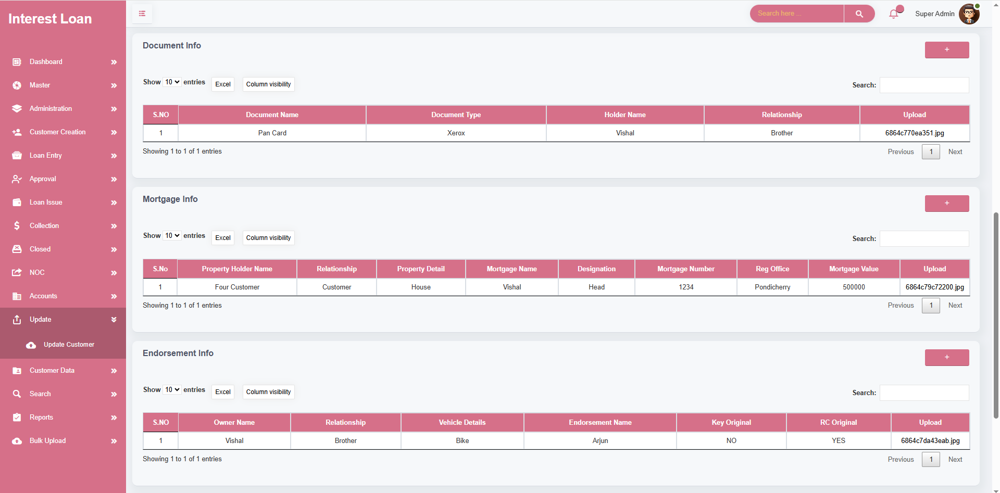 Interest Loan
Search here ...
Super Admin
Dashboard
Master
Administration
Customer Creation
Loan Entry
Approval
Loan Issue
Collection
Closed
NOC
Accounts
Update
Update Customer
Customer Data
Search
Reports
Bulk Upload
Document Info
+
Show 10 entries Excel Column visibility Search:
S.NO Document Name Document Type Holder Name Relationship Upload
1 Pan Card Xerox Vishal Brother 6864c770ea351.jpg
Showing 1 to 1 of 1 entries Previous 1 Next
Mortgage Info
+
Show 10 entries Excel Column visibility Search:
S.No Property Holder Name Relationship Property Detail Mortgage Name Designation Mortgage Number Reg Office Mortgage Value Upload
1 Four Customer Customer House Vishal Head 1234 Pondicherry 500000 6864c79c72200.jpg
Showing 1 to 1 of 1 entries Previous 1 Next
Endorsement Info
+
Show 10 entries Excel Column visibility Search:
S.NO Owner Name Relationship Vehicle Details Endorsement Name Key Original RC Original Upload
1 Vishal Brother Bike Arjun NO YES 6864c7da43eab.jpg
Showing 1 to 1 of 1 entries Previous 1 Next